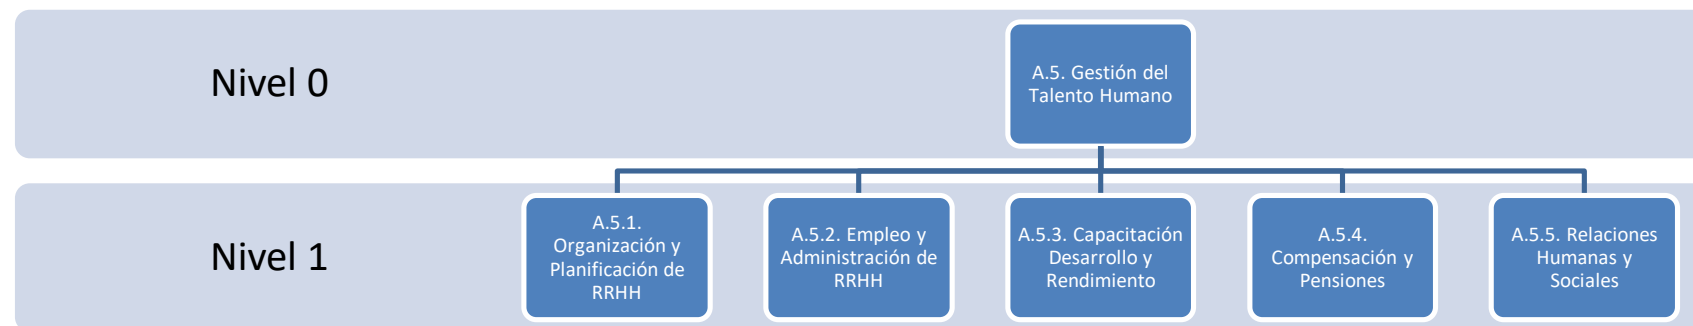 Nivel 0
A.5. Gestión del
Talento Humano
Nivel 1
A.5.1.
Organización y
Planificación de
RRHH
A.5.2. Empleo y
Administración de
RRHH
A.5.3. Capacitación
Desarrollo y
Rendimiento
A.5.4.
Compensación y
Pensiones
A.5.5. Relaciones
Humanas y
Sociales